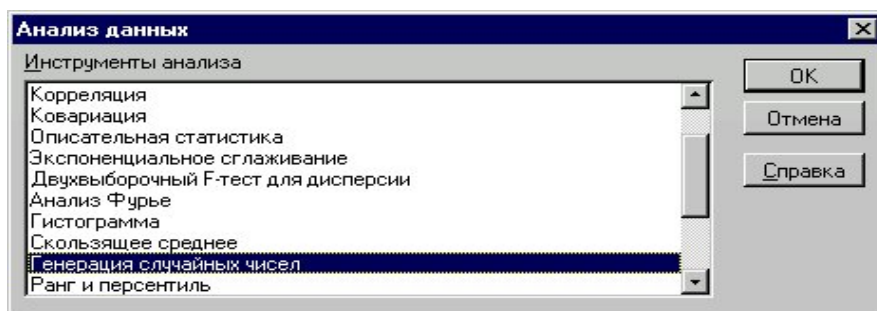 Анализ данных
Инструменты анализа
Корреляция
Ковариация
Описательная статистика
Экспоненциальное сглаживание
Двухвыборочный F-тест для дисперсии
Анализ Фурье
Гистограмма
Скользящее среднее
Генерация случайных чисел
Ранг и персентиль
OK
Отмена
Справка